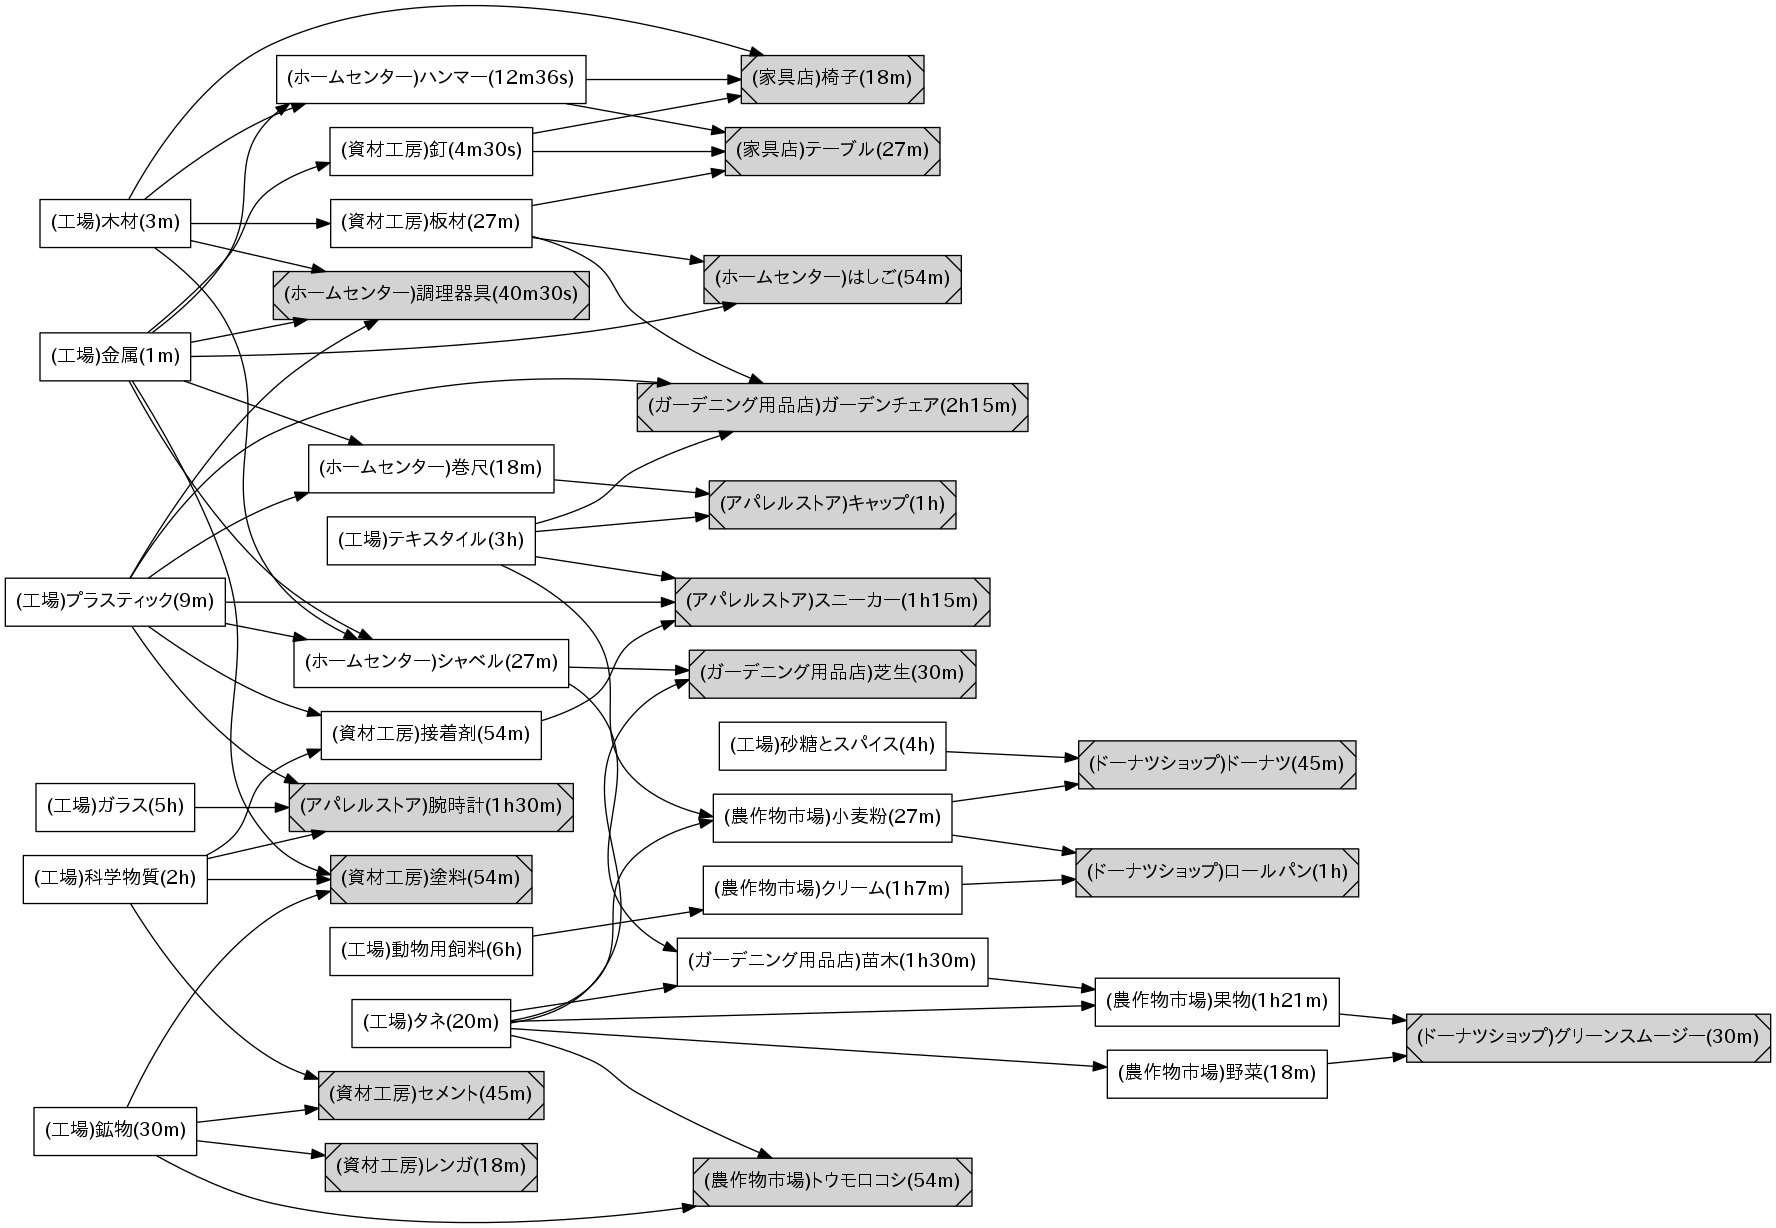 (ホームセンター)ハンマー(12m36s)
(家具店)椅子(18m)
(資材工房)釘(4m30s)
(家具店)テーブル(27m)
(工場)木材(3m)
(資材工房)板材(27m)
(ホームセンター)はしご(54m)
(ホームセンター)調理器具(40m30s)
(工場)金属(1m)
(ガーデニング用品店)ガーデンチェア(2h15m)
(ホームセンター)巻尺(18m)
(アパレルストア)キャップ(1h)
(工場)テキスタイル(3h)
(工場)プラスティック(9m)
(アパレルストア)スニーカー(1h15m)
(ホームセンター)シャベル(27m)
(ガーデニング用品店)芝生(30m)
(資材工房)接着剤(54m)
(工場)砂糖とスパイス(4h)
(ドーナツショップ)ドーナツ(45m)
(工場)ガラス(5h)
(アパレルストア)腕時計(1h30m)
(農作物市場)小麦粉(27m)
(工場)科学物質(2h)
(資材工房)塗料(54m)
(農作物市場)クリーム(1h7m)
(ドーナツショップ)ロールパン(1h)
(工場)動物用飼料(6h)
(ガーデニング用品店)苗木(1h30m)
(農作物市場)果物(1h21m)
(工場)タネ(20m)
(ドーナツショップ)グリーンスムージー(30m)
(農作物市場)野菜(18m)
(資材工房)セメント(45m)
(工場)鉱物(30m)
(資材工房)レンガ(18m)
(農作物市場)トウモロコシ(54m)